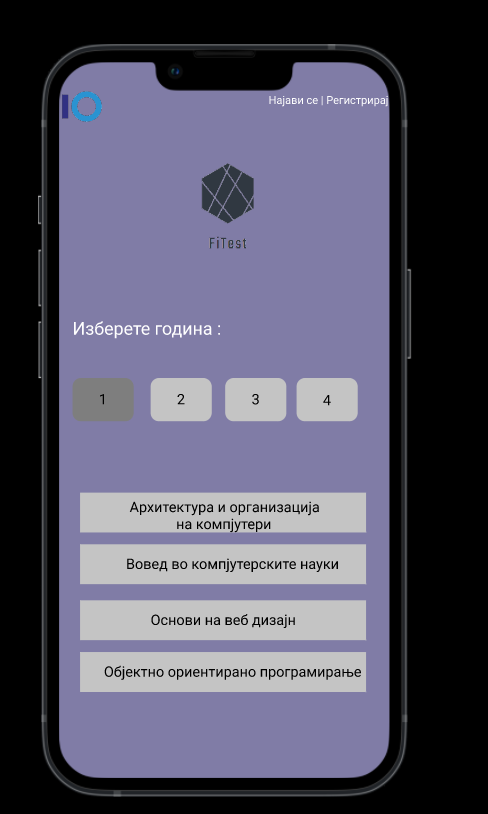 IO
Најави се | Регистрирај
FiTest
Изберете година :
1 2 3 4
Архитектура и организација
на компјутери
Вовед во компјутерските науки
Основи на веб дизајн
Објектно ориентирано програмирање